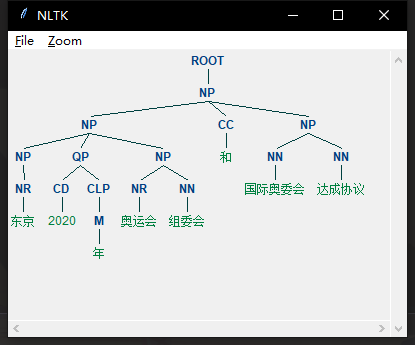 NLTK
File Zoom
ROOT
NP
NP CC NP
NP QP NP 和 NN NN
NR CD CLP NR NN 国际奥委会 达成协议
东京 2020 M 奥运会 组委会
年